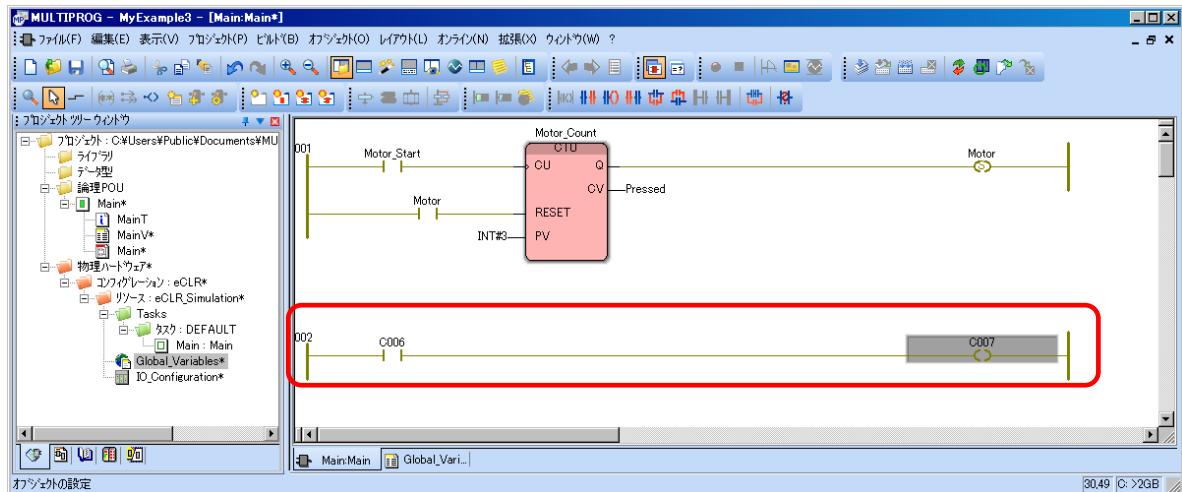 MULTIPROG - MyExample3 - [Main:Main*]
ファイル(F) 編集(E) 表示(V) プロジェクト(P) ビルド(B) オブジェクト(O) レイアウト(L) オンライン(N) 拡張(X) ウィンドウ(W) ?
プロジェクト ツリー ウィンドウ
プロジェクト : C:¥Users¥Public¥Documents¥MU
ライブラリ
データ型
論理POU
Main*
MainT
MainV*
Main*
物理ハードウェア*
コンフィグレーション : eCLR*
リソース : eCLR_Simulation*
Tasks
タスク : DEFAULT
Main : Main
Global_Variables*
IO_Configuration*
001
Motor_Count
CTU
Motor_Start
CU Q
Motor
CV Pressed
Motor
RESET
INT#3 PV
002
C006
C007
Main:Main Global_Vari...
オブジェクトの設定
30,49 C: >2GB